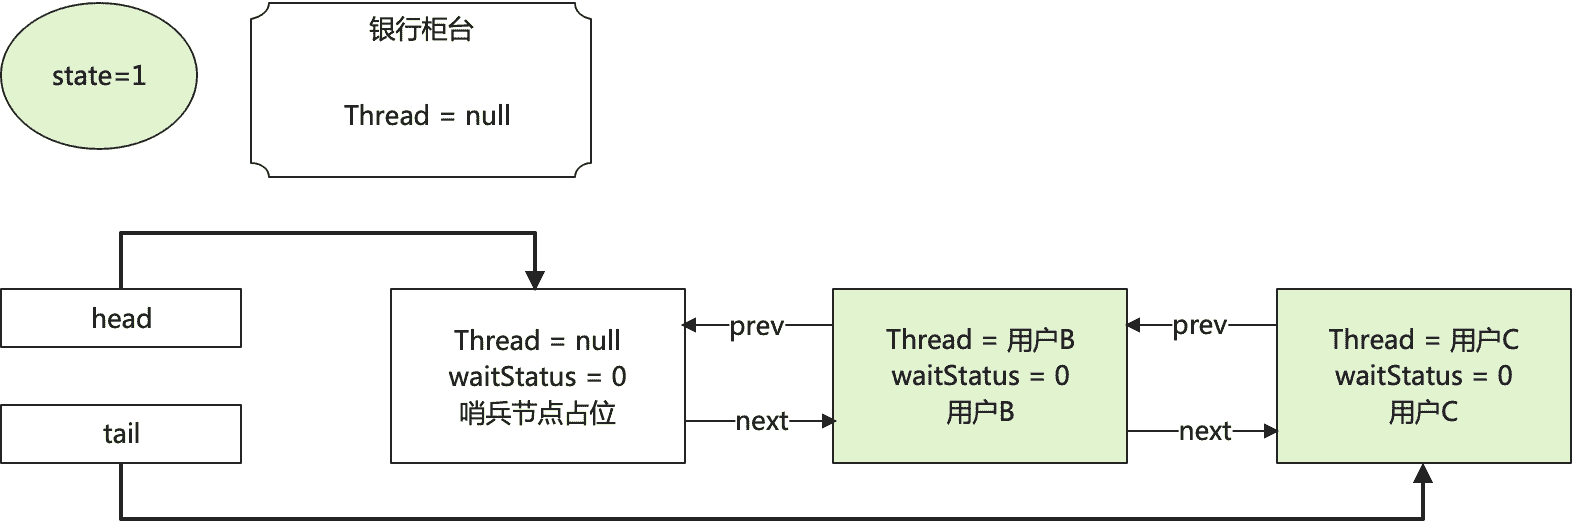 state=1
银行柜台
Thread = null
head
tail
Thread = null
waitStatus = 0
哨兵节点占位
prev
next
Thread = 用户B
waitStatus = 0
用户B
prev
next
Thread = 用户C
waitStatus = 0
用户C